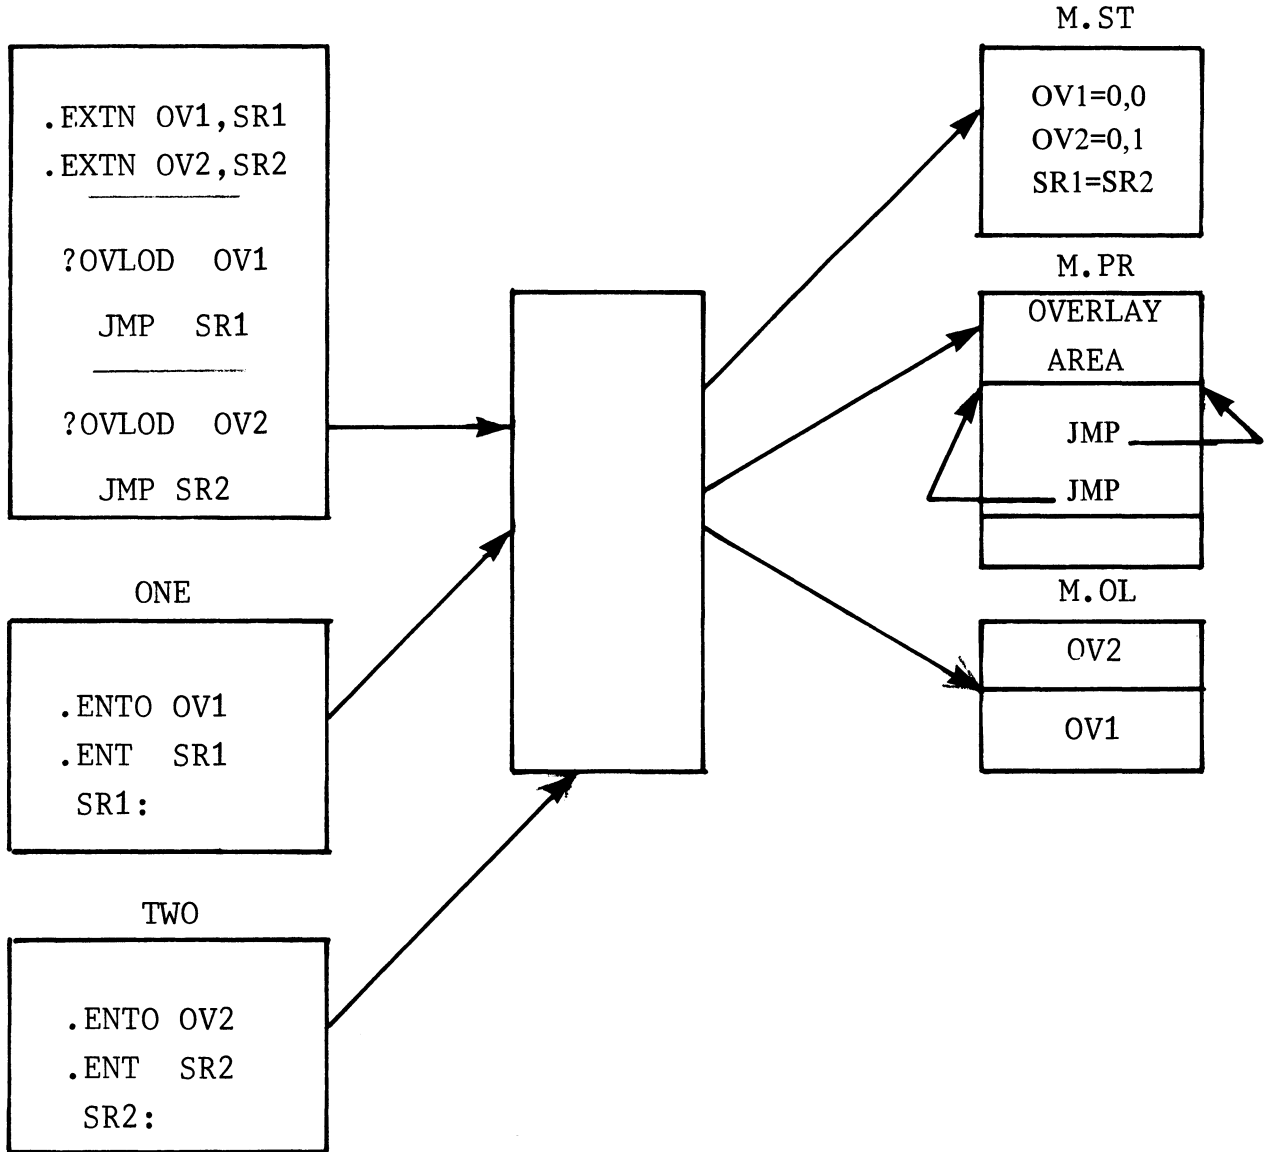 .EXTN OV1,SR1
.EXTN OV2,SR2
?OVLOD OV1
JMP SR1
?OVLOD OV2
JMP SR2
ONE
.ENTO OV1
.ENT SR1
SR1:
TWO
.ENTO OV2
.ENT SR2
SR2:
M.ST
OV1=0,0
OV2=0,1
SR1=SR2
M.PR
OVERLAY
AREA
JMP
JMP
M.OL
OV2
OV1